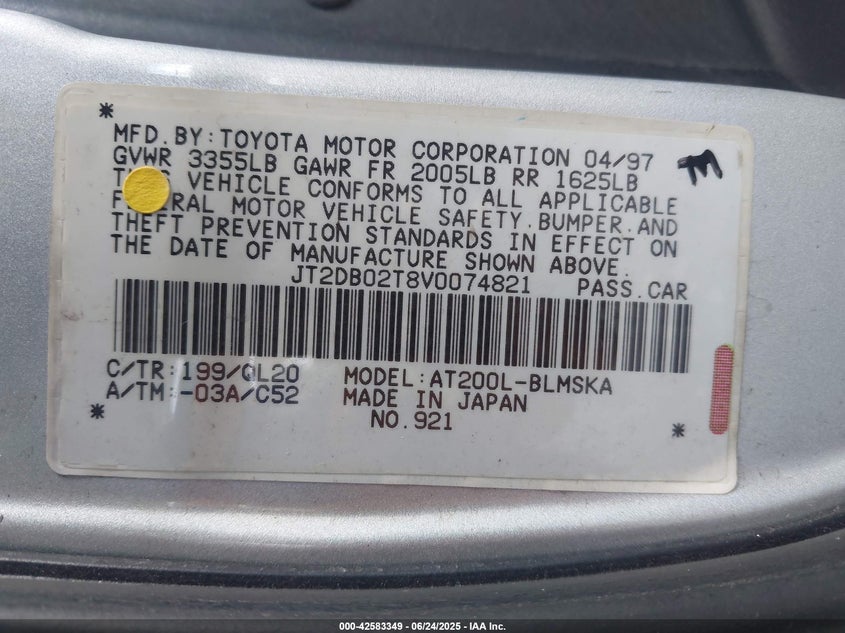 * 
MFD.BY:TOYOTA MOTOR CORPORATION 04/97
GVWR 3355LB GAWR FR 2005LB RR 1625LB
VEHICLE CONFORMS TO ALL APPLICABLE
MOTOR VEHICLE SAFETY.BUMPER.AND
THEFT PREVENTION STANDARDS IN EFFECT ON
THE DATE OF MANUFACTURE SHOWN ABOVE.
JT2DB02T8V0074821 PASS.CAR
C/TR:199/QL20 MODEL:AT200L-BLMSKA
A/TM:-03A/C52 MADE IN JAPAN
* NO.921 *
000-42583349 | 06/24/2025 - IAA Inc.